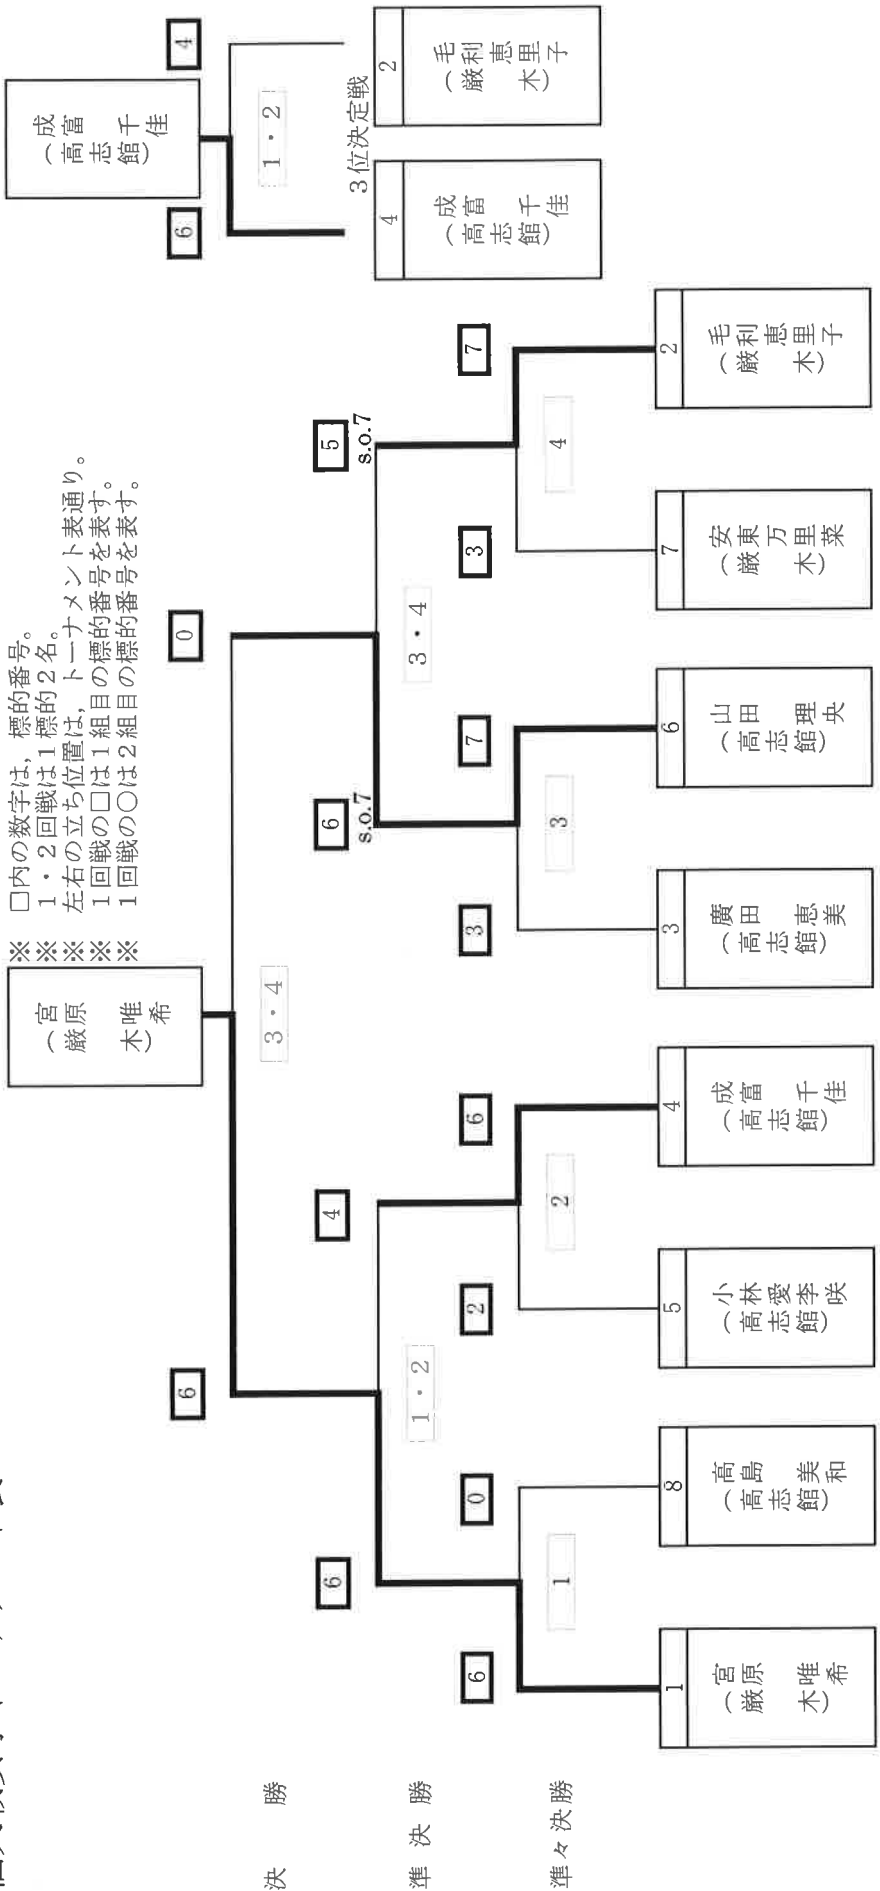 ※ □内の数字は，標的番号。
※ 1・2回戦は1標的2名。
※ 左右の立ち位置は，トーナメント表通り。
※ 1回戦の□は1組目の標的番号を表す。
※ 1回戦の○は2組目の標的番号を表す。
宮原 唯希
（厳木）
成富 千佳
（高志館）
6
0
6
4
決勝
3・4
1・2
3位決定戦
6
4
6
s.o.7
5
s.o.7
4
成富 千佳
（高志館）
2
毛利 恵里子
（厳木）
準決勝
1・2
3・4
6
0
2
6
3
7
3
7
準々決勝
1
2
3
4
1
宮原 唯希
（厳木）
8
高島 美和
（高志館）
5
小林 愛李咲
（高志館）
4
成富 千佳
（高志館）
3
廣田 恵美
（高志館）
6
山田 理央
（高志館）
7
安東 万里菜
（厳木）
2
毛利 恵里子
（厳木）